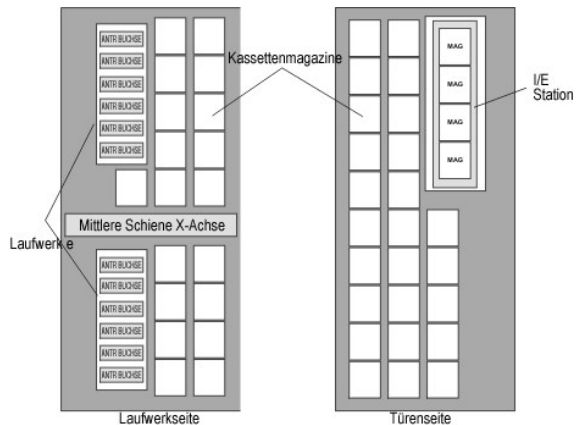 ANTR BUCHSE
ANTR BUCHSE
ANTR BUCHSE
ANTR BUCHSE
ANTR BUCHSE
ANTR BUCHSE
Kassettenmagazine
MAG
MAG
MAG
MAG
I/E
Station
Mittlere Schiene X-Achse
Laufwerk e
ANTR BUCHSE
ANTR BUCHSE
ANTR BUCHSE
ANTR BUCHSE
ANTR BUCHSE
ANTR BUCHSE
Laufwerkseite
Türenseite